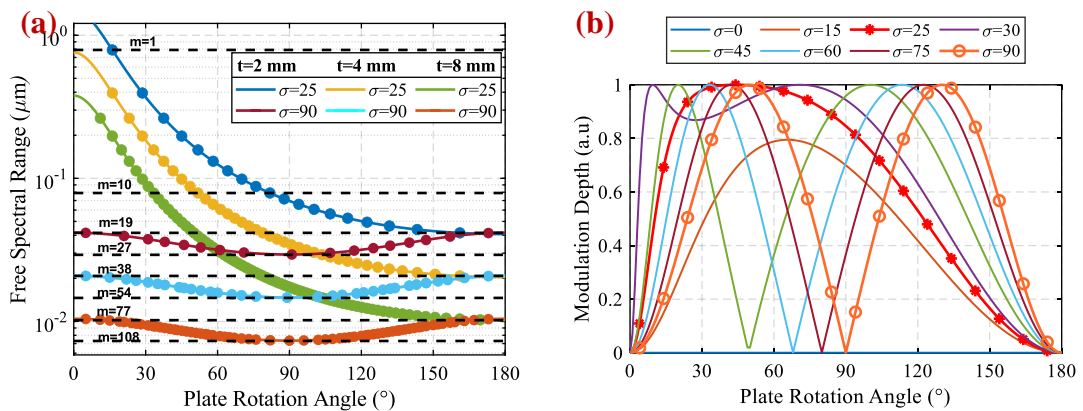 (a)
10^0
10^{-1}
10^{-2}
Free Spectral Range (μm)
m=1
m=10
m=19
m=27
m=38
m=54
m=77
m=108
t=2 mm t=4 mm t=8 mm
σ=25 σ=25 σ=25
σ=90 σ=90 σ=90
0 30 60 90 120 150 180
Plate Rotation Angle (°)
(b)
σ=0 σ=15 σ=25 σ=30
σ=45 σ=60 σ=75 σ=90
Modulation Depth (a.u)
1
0.8
0.6
0.4
0.2
0
0 30 60 90 120 150 180
Plate Rotation Angle (°)